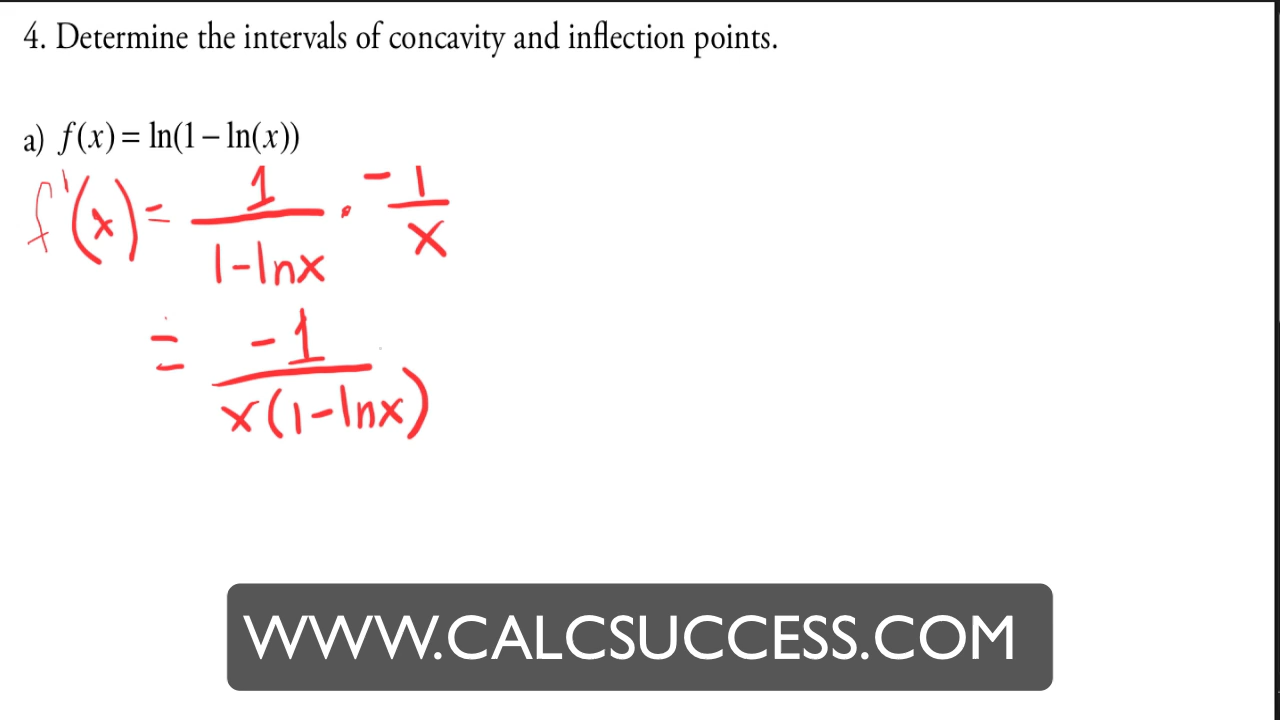 4. Determine the intervals of concavity and inflection points.
a) f(x) = ln(1 – ln(x))
f'(x) = 1/(1-lnx) · -1/x
= -1/(x(1-lnx))
WWW.CALCSUCCESS.COM